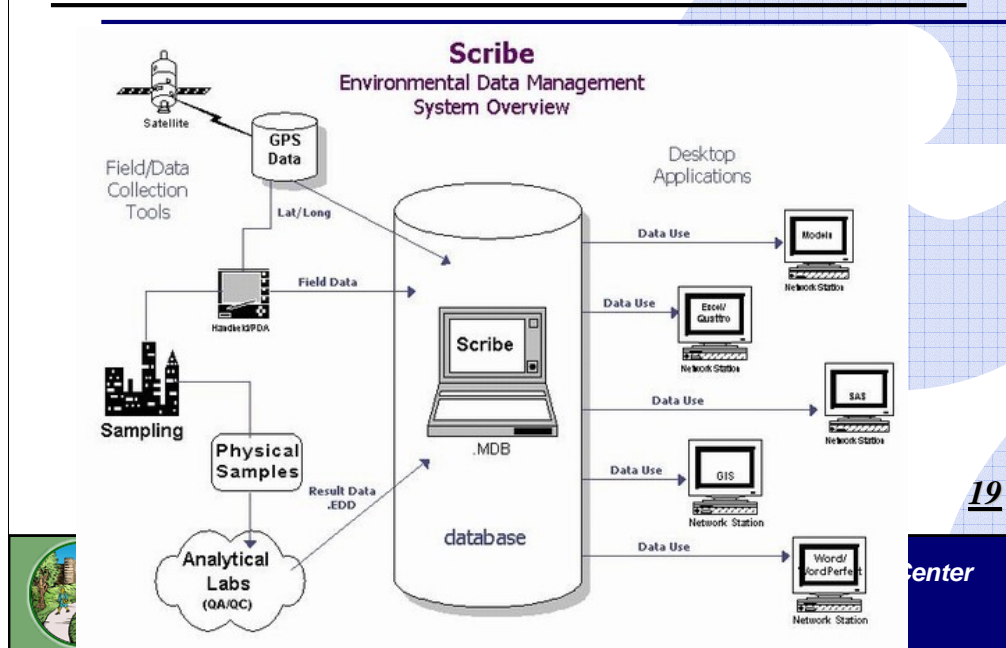 Scribe
Environmental Data Management
System Overview
Satellite
GPS
Data
Field/Data
Collection
Tools
Lat/Long
Field Data
Handheld/PDA
Sampling
Physical
Samples
Result Data
.EDD
Analytical
Labs
(QA/QC)
Scribe
.MDB
database
Desktop
Applications
Data Use
Models
Network Station
Data Use
Excel/
Quattro
Network Station
Data Use
SAS
Network Station
Data Use
GIS
Network Station
Data Use
Word/
WordPerfect
Network Station
19
Center